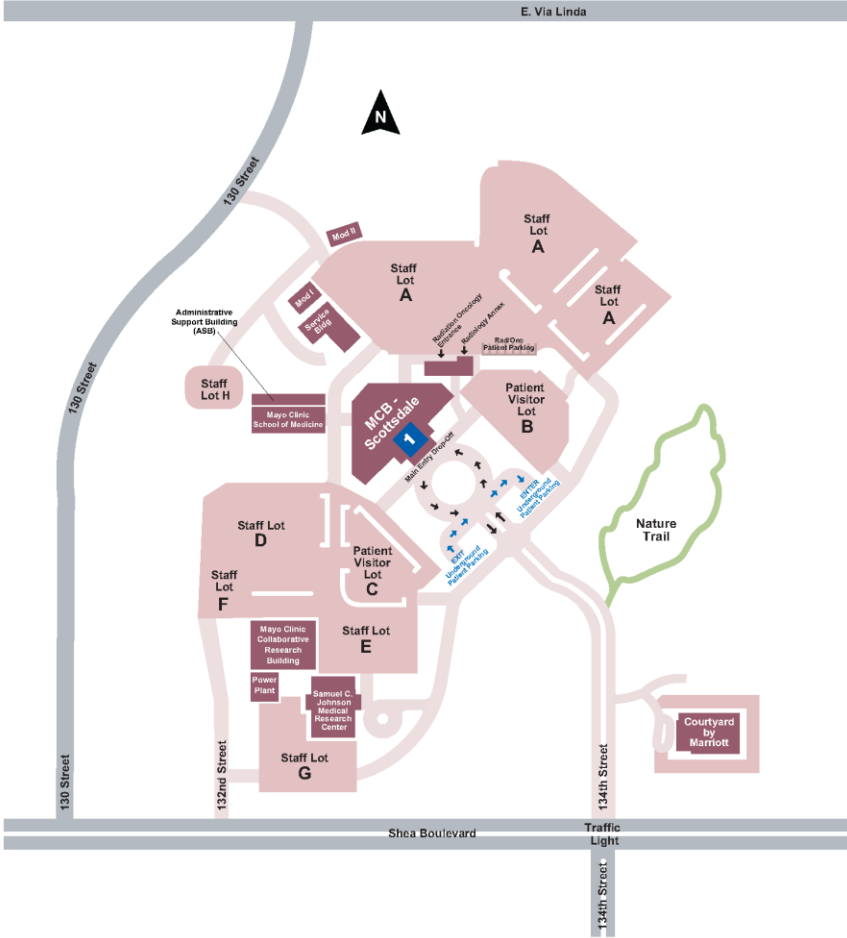 E. Via Linda
N
130 Street
Mod II
Staff
Lot
A
Staff
Lot
A
Staff
Lot
A
Mod I
Service
Bldg
Administrative
Support Building
(ASB)
Radiation Oncology
Entrance
Radiology Annex
Rad/Onc
Patient Parking
Staff
Lot H
130 Street
Mayo Clinic
School of Medicine
MCB -
Scottsdale
1
Patient
Visitor
Lot
B
Main Entry Drop-Off
ENTER
Underground
Patient Parking
EXIT
Underground
Patient Parking
Nature
Trail
Staff Lot
D
Staff
Lot
F
Patient
Visitor
Lot
C
Staff Lot
E
Mayo Clinic
Collaborative
Research
Building
Power
Plant
Samuel C.
Johnson
Medical
Research
Center
Staff Lot
G
Courtyard
by
Marriott
130 Street
132nd Street
134th Street
Shea Boulevard
Traffic
Light
134th Street